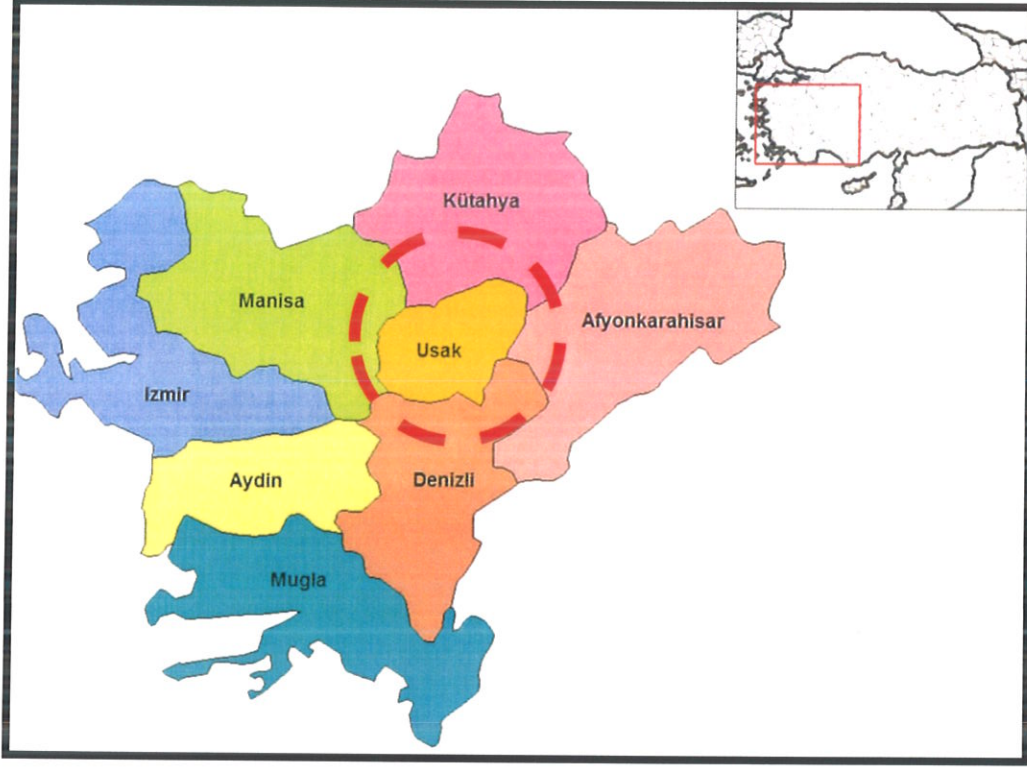 Kütahya
Manisa
Afyonkarahisar
Usak
Izmir
Aydin
Denizli
Mugla